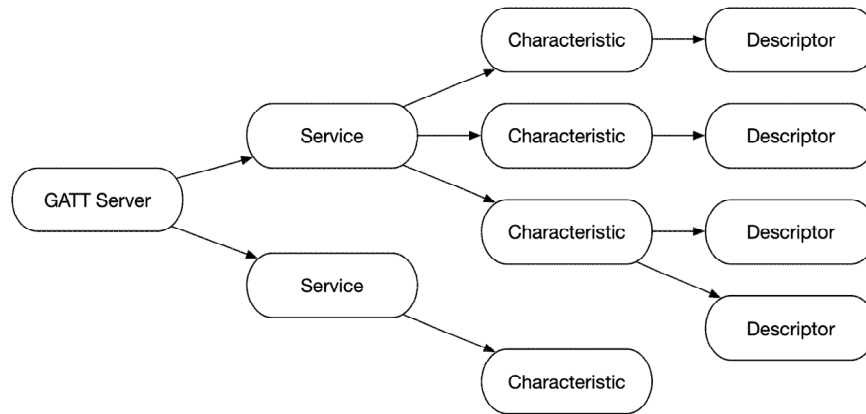 Characteristic
Descriptor
Service
Characteristic
Descriptor
GATT Server
Characteristic
Descriptor
Service
Descriptor
Characteristic